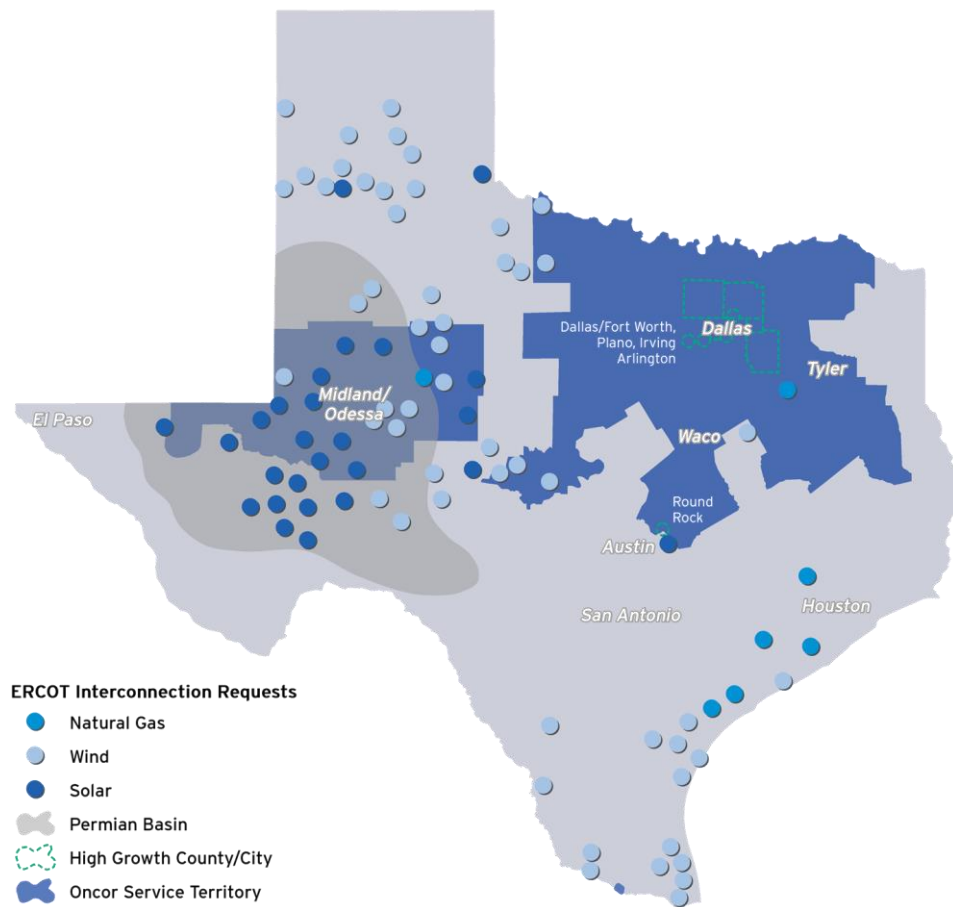 Dallas/Fort Worth,
Plano, Irving
Arlington
Dallas
Tyler
Midland/
Odessa
El Paso
Waco
Round
Rock
Austin
San Antonio
Houston
ERCOT Interconnection Requests
Natural Gas
Wind
Solar
Permian Basin
High Growth County/City
Oncor Service Territory